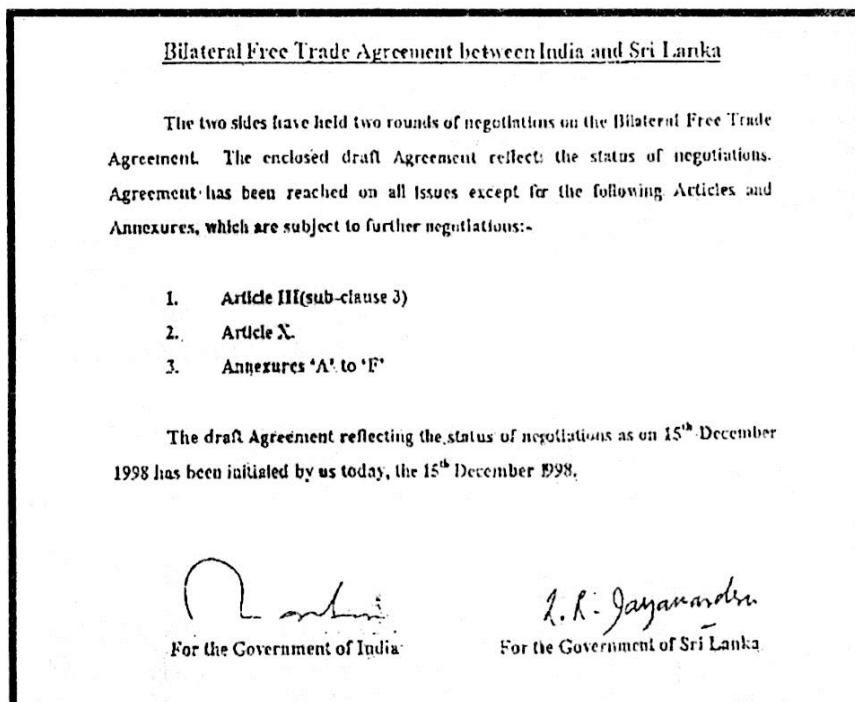 Bilateral Free Trade Agreement between India and Sri Lanka
The two sides have held two rounds of negotiations on the Bilateral Free Trade
Agreement. The enclosed draft Agreement reflects the status of negotiations.
Agreement has been reached on all issues except for the following Articles and
Annexures, which are subject to further negotiations:-
1. Article III(sub-clause 3)
2. Article X.
3. Annexures 'A' to 'F'
The draft Agreement reflecting the status of negotiations as on 15th December
1998 has been initialed by us today, the 15th December 1998.
For the Government of India
For the Government of Sri Lanka